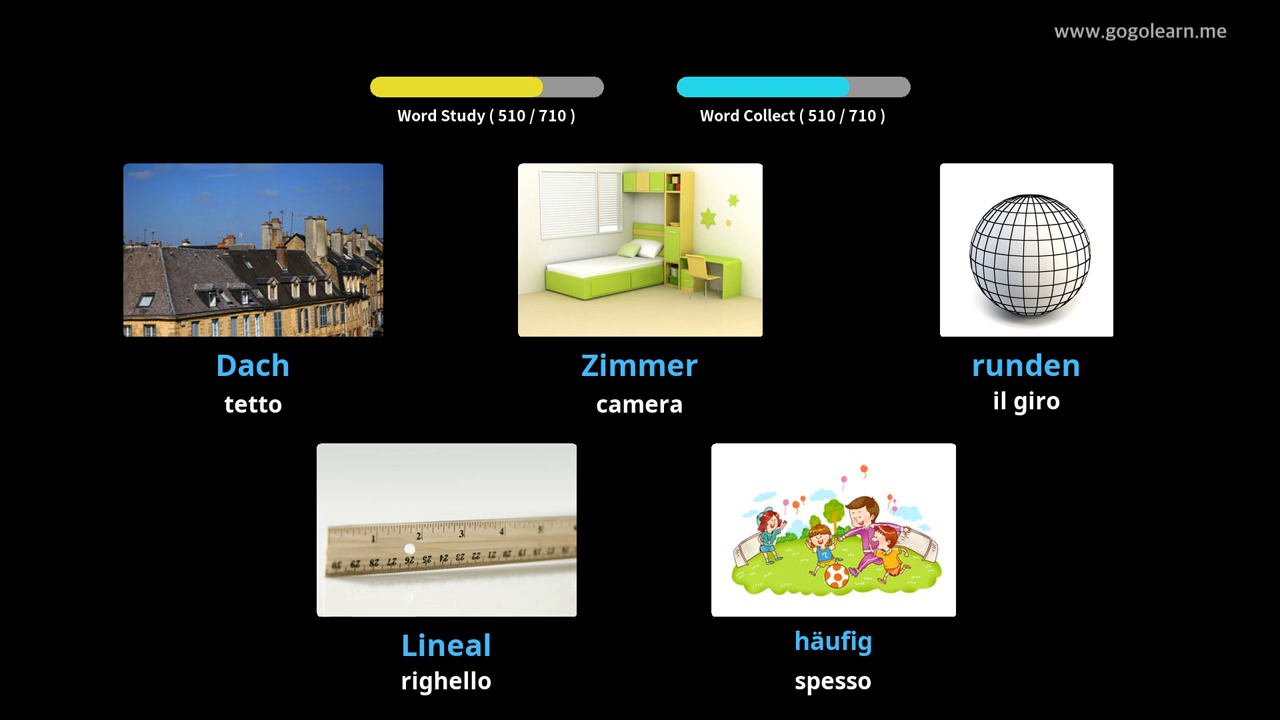 www.gogolearn.me
Word Study ( 510 / 710 )
Word Collect ( 510 / 710 )
Dach
tetto
Zimmer
camera
runden
il giro
Lineal
righello
häufig
spesso